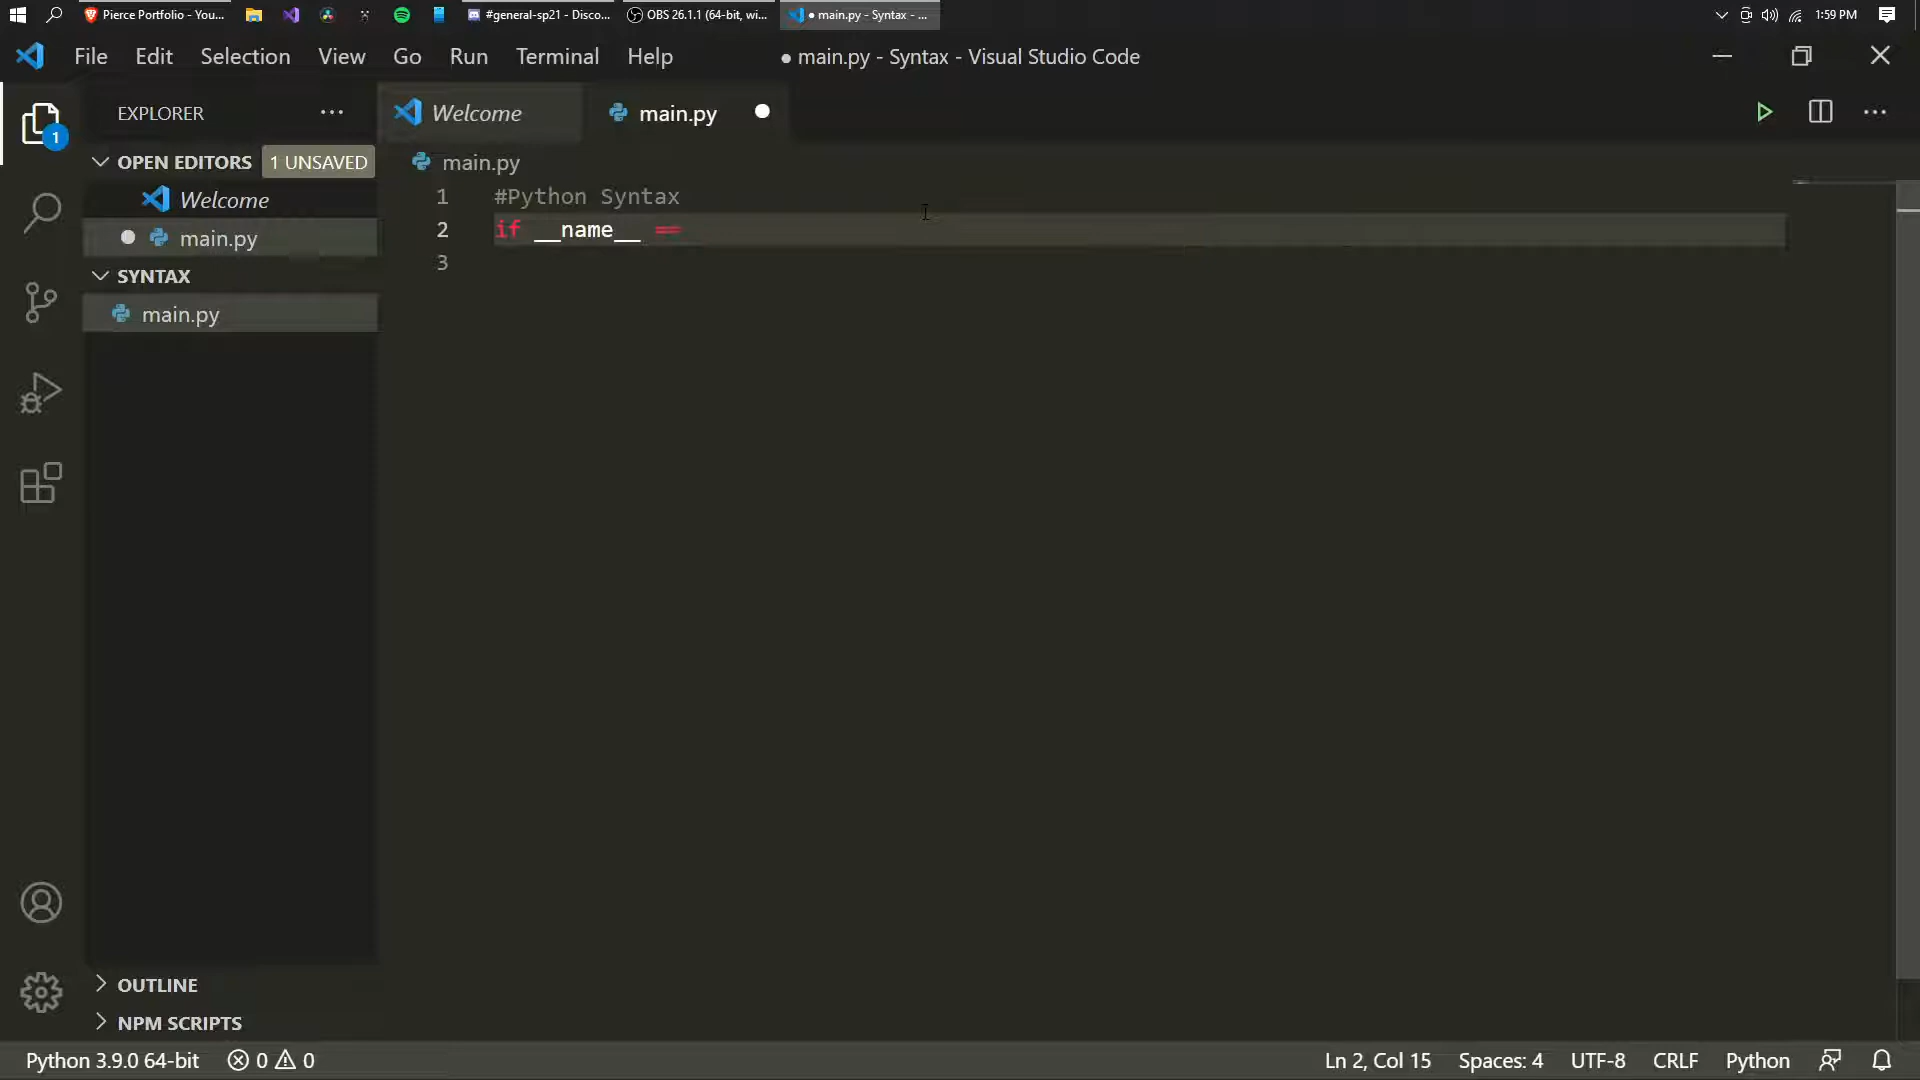 Pierce Portfolio - You...
#general-sp21 - Disco...
OBS 26.1.1 (64-bit, wi...
● main.py - Syntax - ...
1:59 PM
File Edit Selection View Go Run Terminal Help
● main.py - Syntax - Visual Studio Code
EXPLORER
Welcome
main.py
1
OPEN EDITORS
1 UNSAVED
Welcome
main.py
SYNTAX
main.py
OUTLINE
NPM SCRIPTS
main.py
1 #Python Syntax
2 if __name__ ==
3
Python 3.9.0 64-bit
0 0
Ln 2, Col 15
Spaces: 4
UTF-8
CRLF
Python